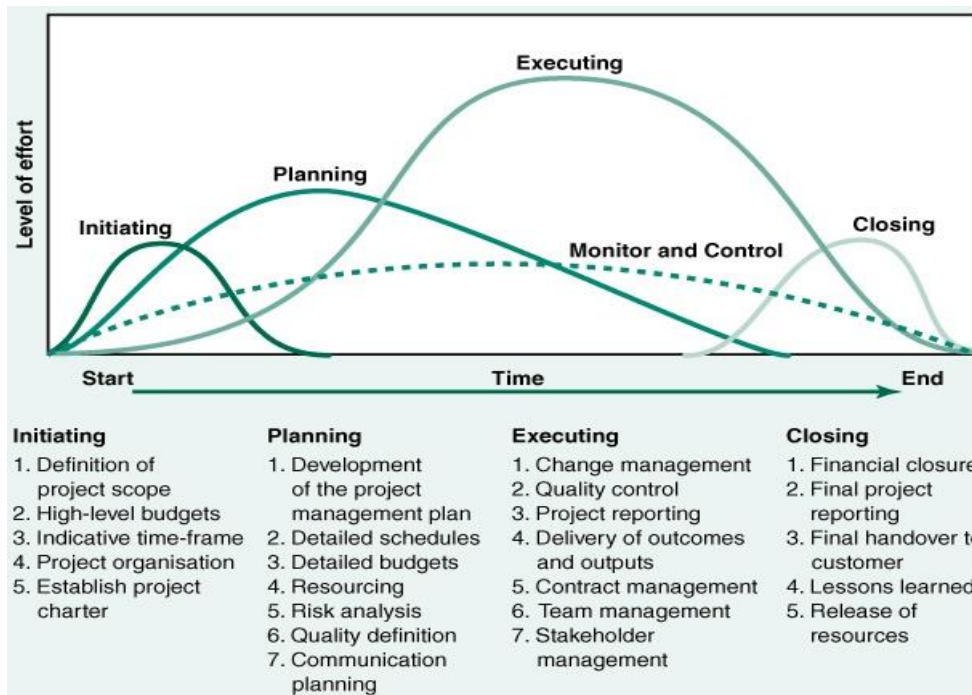 Executing
Planning
Initiating
Closing
Monitor and Control
Level of effort
Start
Time
End
Initiating
1. Definition of
project scope
2. High-level budgets
3. Indicative time-frame
4. Project organisation
5. Establish project
charter
Planning
1. Development
of the project
management plan
2. Detailed schedules
3. Detailed budgets
4. Resourcing
5. Risk analysis
6. Quality definition
7. Communication
planning
Executing
1. Change management
2. Quality control
3. Project reporting
4. Delivery of outcomes
and outputs
5. Contract management
6. Team management
7. Stakeholder
management
Closing
1. Financial closure
2. Final project
reporting
3. Final handover to
customer
4. Lessons learned
5. Release of
resources